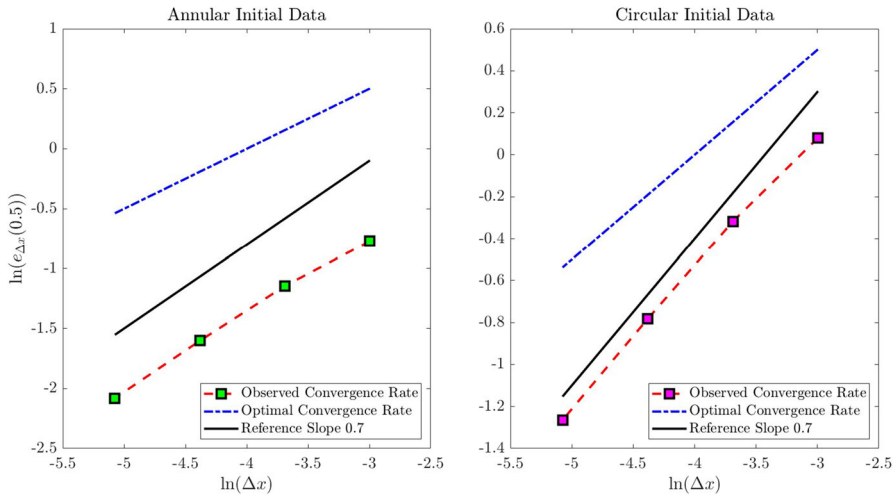 Annular Initial Data
1
0.5
0
-0.5
-1
-1.5
-2
-2.5
ln(e_{Δx}(0.5))
-5.5 -5 -4.5 -4 -3.5 -3 -2.5
ln(Δx)
Observed Convergence Rate
Optimal Convergence Rate
Reference Slope 0.7
Circular Initial Data
0.6
0.4
0.2
0
-0.2
-0.4
-0.6
-0.8
-1
-1.2
-1.4
-5.5 -5 -4.5 -4 -3.5 -3 -2.5
ln(Δx)
Observed Convergence Rate
Optimal Convergence Rate
Reference Slope 0.7